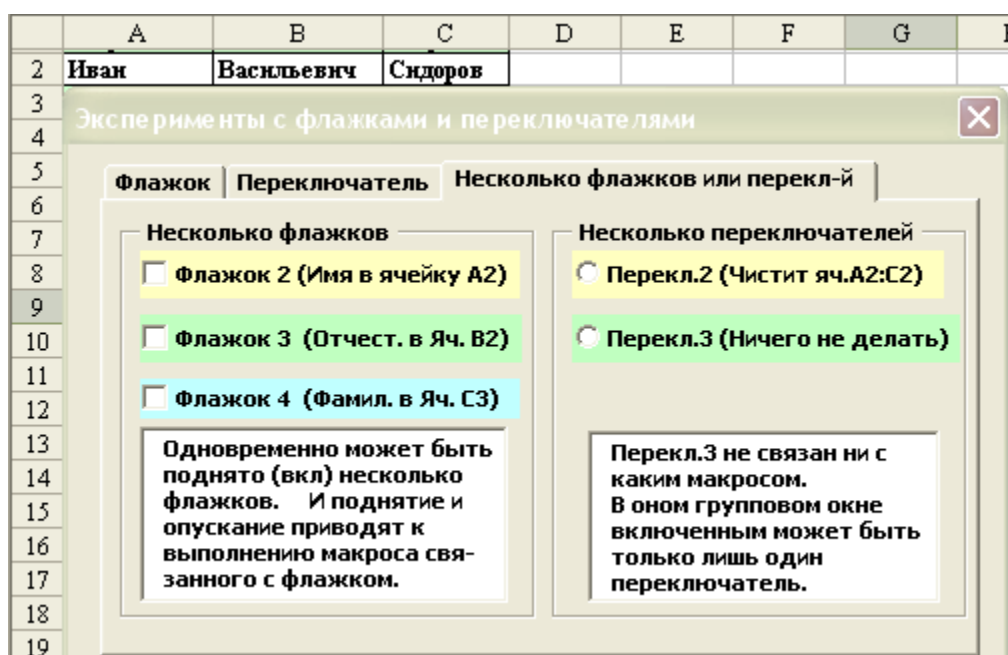 A B C D E F G
2 Иван Васильевич Сидоров
3
Эксперименты с флажками и переключателями
4
5
Флажок Переключатель Несколько флажков или перекл-й
6
7 Несколько флажков Несколько переключателей
8 Флажок 2 (Имя в ячейку А2) Перекл.2 (Чистит яч.А2:С2)
9
10 Флажок 3 (Отчест. в Яч. В2) Перекл.3 (Ничего не делать)
11
12 Флажок 4 (Фамил. в Яч. С3)
13 Одновременно может быть
14 поднято (вкл) несколько
15 флажков. И поднятие и
16 опускание приводят к
выполнению макроса свя-
17 занного с флажком.
Перекл.3 не связан ни с
каким макросом.
В оном групповом окне
включенным может быть
только лишь один
переключатель.
18
19